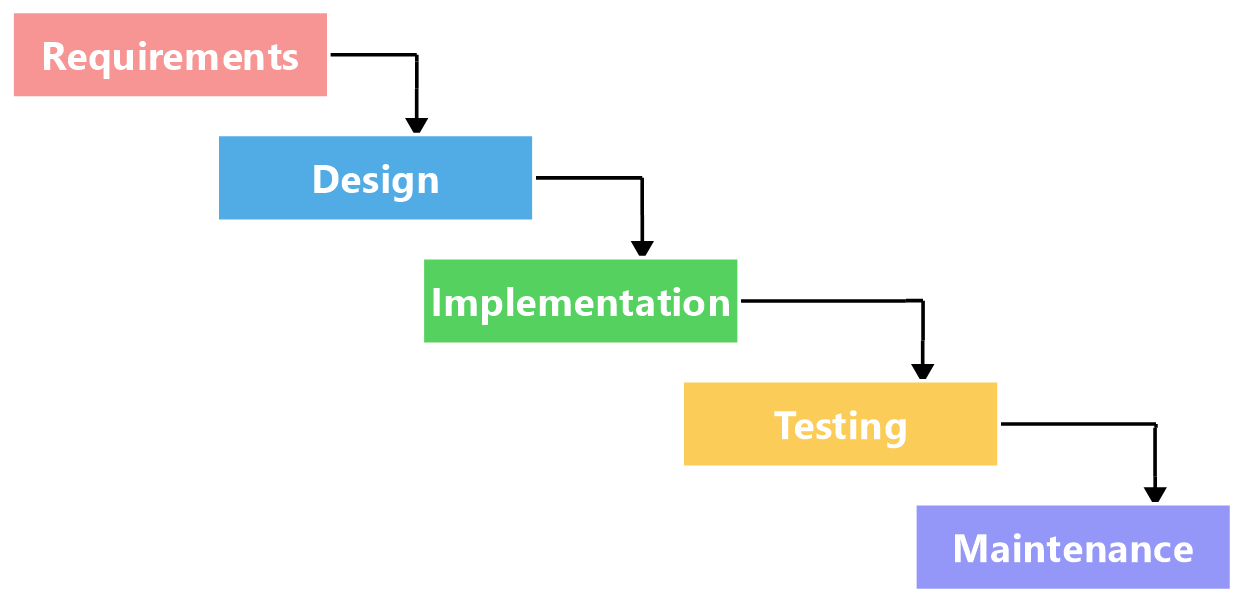 Requirements
Design
Implementation
Testing
Maintenance